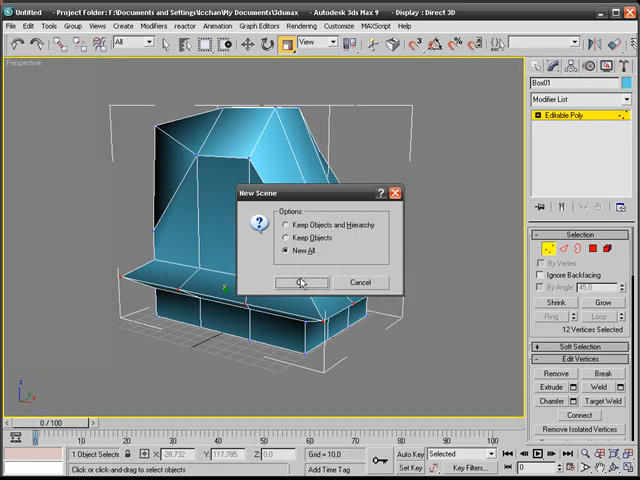 Untitled - Project Folder: F:\Documents and Settings\lcchan\My Documents\3dsmax - Autodesk 3ds Max 9 - Display : Direct 3D
File Edit Tools Group Views Create Modifiers reactor Animation Graph Editors Rendering Customize MAXScript Help
All
View
Perspective
Box01
Modifier List
Editable Poly
New Scene
Options:
Keep Objects and Hierarchy
Keep Objects
New All
Cancel
Selection
By Vertex
Ignore Backfacing
By Angle: 45,0
Shrink Grow
Ring Loop
12 Vertices Selected
Soft Selection
Edit Vertices
Remove Break
Extrude Weld
Chamfer Target Weld
Connect
Remove Isolated Vertices
0 / 100
0 10 20 30 40 50 60 70 80 90 100
1 Object Selecte X: -28,732 Y: 117,785 Z: 0,0 Grid = 10,0 Auto Key Selected
Click or click-and-drag to select objects Add Time Tag Set Key Key Filters... 0